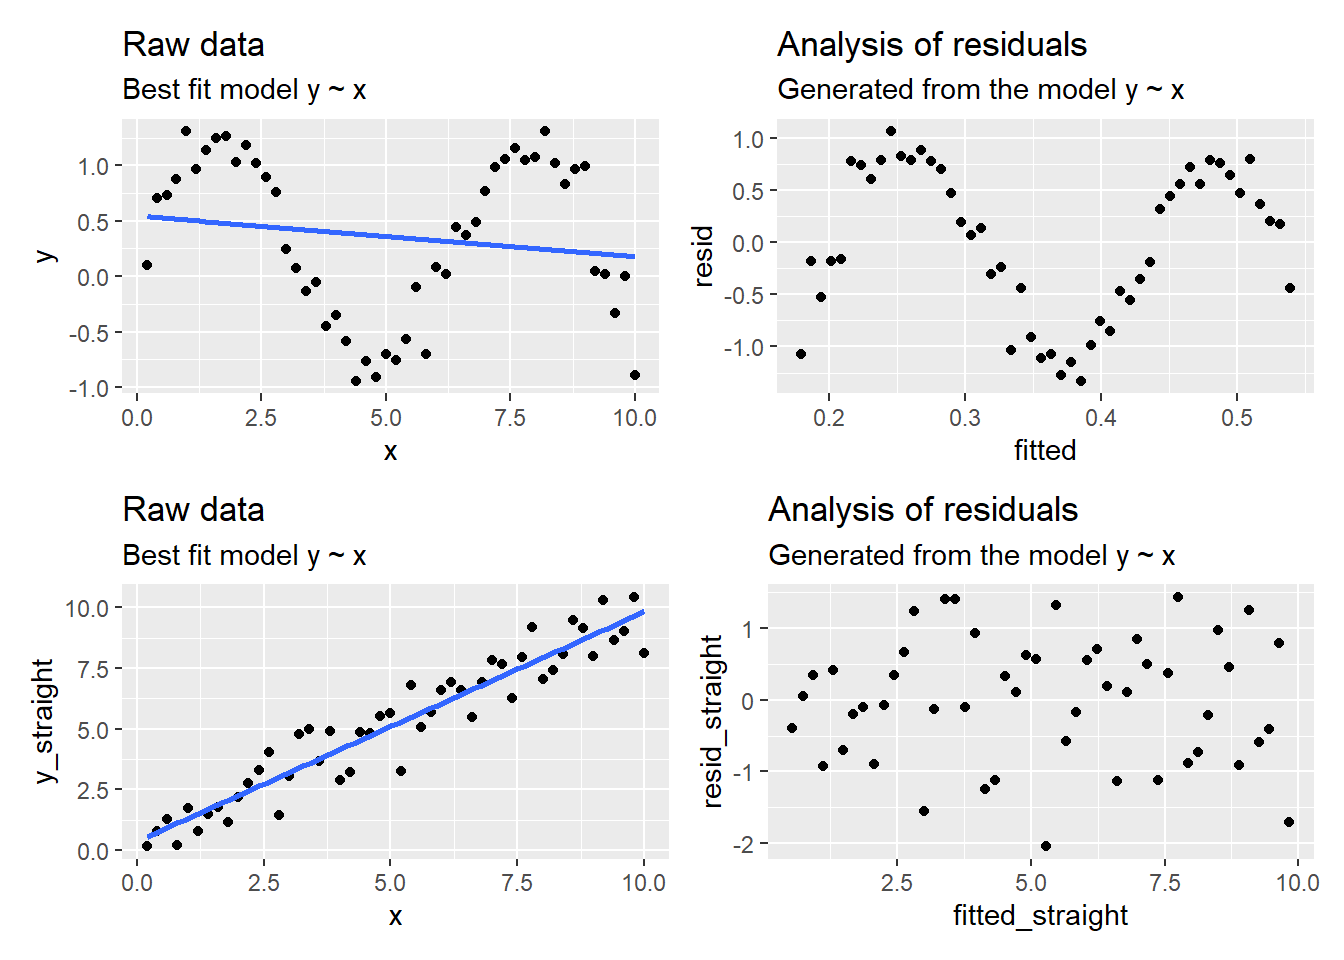 Raw data
Best fit model y ~ x
1.0
0.5
0.0
-0.5
-1.0
y
0.0 2.5 5.0 7.5 10.0
x
Analysis of residuals
Generated from the model y ~ x
1.0
0.5
0.0
-0.5
-1.0
resid
0.2 0.3 0.4 0.5
fitted
Raw data
Best fit model y ~ x
10.0
7.5
5.0
2.5
0.0
y_straight
0.0 2.5 5.0 7.5 10.0
x
Analysis of residuals
Generated from the model y ~ x
1
0
-1
-2
resid_straight
2.5 5.0 7.5 10.0
fitted_straight